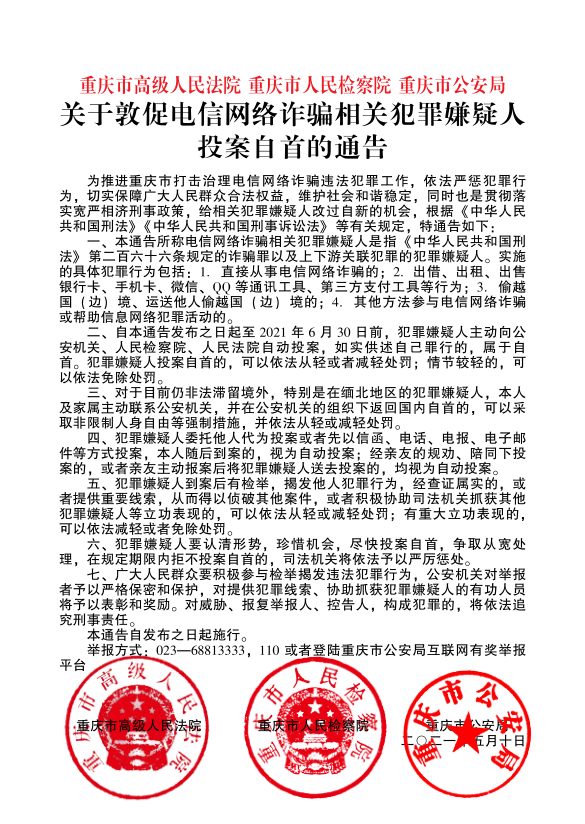 重庆市高级人民法院 重庆市人民检察院 重庆市公安局
关于敦促电信网络诈骗相关犯罪嫌疑人
投案自首的通告
为推进重庆市打击治理电信网络诈骗违法犯罪工作，依法严惩犯罪行
为，切实保障广大人民群众合法权益，维护社会和谐稳定，同时也是贯彻落
实宽严相济刑事政策，给相关犯罪嫌疑人改过自新的机会，根据《中华人民
共和国刑法》《中华人民共和国刑事诉讼法》等有关规定，特通告如下：
一、本通告所称电信网络诈骗相关犯罪嫌疑人是指《中华人民共和国刑
法》第二百六十六条规定的诈骗罪以及上下游关联犯罪的犯罪嫌疑人。实施
的具体犯罪行为包括：1. 直接从事电信网络诈骗的；2. 出借、出租、出售
银行卡、手机卡、微信、QQ 等通讯工具、第三方支付工具等行为；3. 偷越
国（边）境、运送他人偷越国（边）境的；4. 其他方法参与电信网络诈骗
或帮助信息网络犯罪活动的。
二、自本通告发布之日起至 2021 年 6 月 30 日前，犯罪嫌疑人主动向公
安机关、人民检察院、人民法院自动投案，如实供述自己罪行的，属于自
首。犯罪嫌疑人投案自首的，可以依法从轻或者减轻处罚；情节较轻的，可
以依法免除处罚。
三、对于目前仍非法滞留境外，特别是在缅北地区的犯罪嫌疑人，本人
及家属主动联系公安机关，并在公安机关的组织下返回国内自首的，可以采
取非限制人身自由等强制措施，并依法从轻或减轻处罚。
四、犯罪嫌疑人委托他人代为投案或者先以信函、电话、电报、电子邮
件等方式投案，本人随后到案的，视为自动投案；经亲友的规劝、陪同下投
案的，或者亲友主动报案后将犯罪嫌疑人送去投案的，均视为自动投案。
五、犯罪嫌疑人到案后有检举，揭发他人犯罪行为，经查证属实的，或
者提供重要线索，从而得以侦破其他案件，或者积极协助司法机关抓获其他
犯罪嫌疑人等立功表现的，可以依法从轻或减轻处罚；有重大立功表现的，
可以依法减轻或者免除处罚。
六、犯罪嫌疑人要认清形势，珍惜机会，尽快投案自首，争取从宽处
理，在规定期限内拒不投案自首的，司法机关将依法予以严厉惩处。
七、广大人民群众要积极参与检举揭发违法犯罪行为，公安机关对举报
者予以严格保密和保护，对提供犯罪线索、协助抓获犯罪嫌疑人的有功人员
将予以表彰和奖励。对威胁、报复举报人、控告人，构成犯罪的，将依法追
究刑事责任。
本通告自发布之日起施行。
举报方式：023—68813333，110 或者登陆重庆市公安局互联网有奖举报
平台
重庆市高级人民法院 重庆市人民检察院 重庆市公安局
二〇二一年五月十日
重庆市高级人民法院
重庆市人民检察院
重庆市公安局